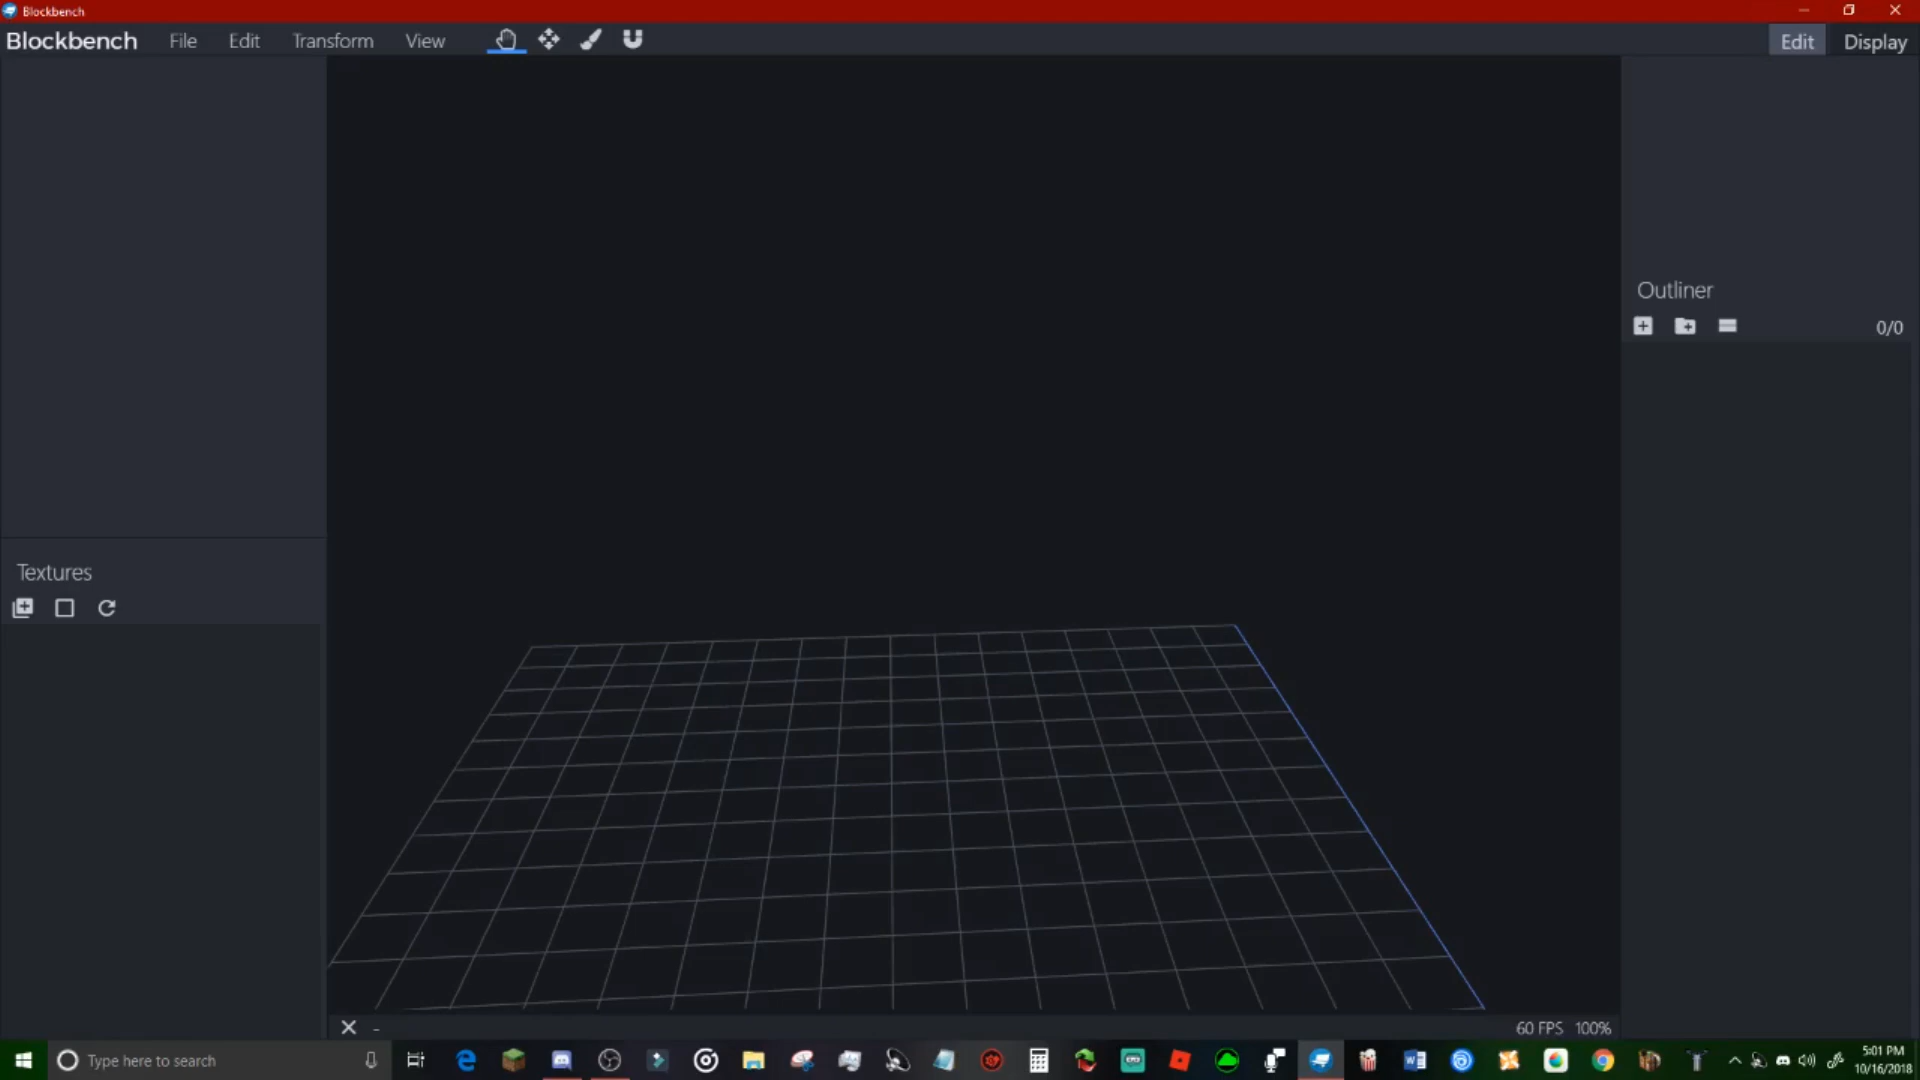 Blockbench
Blockbench File Edit Transform View Edit Display
Outliner
0/0
Textures
-
60 FPS 100%
Type here to search
5:01 PM
10/16/2018